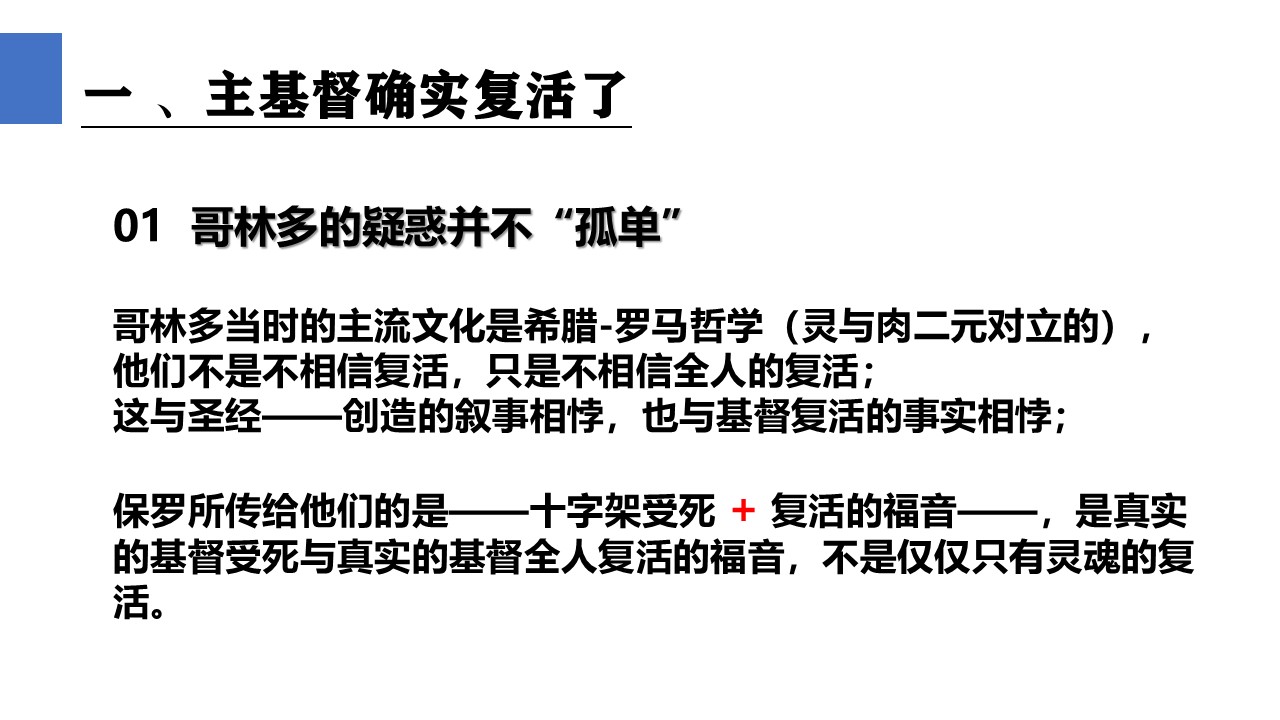 一 、主基督确实复活了
01 哥林多的疑惑并不“孤单”
哥林多当时的主流文化是希腊-罗马哲学（灵与肉二元对立的），
他们不是不相信复活，只是不相信全人的复活；
这与圣经——创造的叙事相悖，也与基督复活的事实相悖；
保罗所传给他们的是——十字架受死 + 复活的福音——，是真实
的基督受死与真实的基督全人复活的福音，不是仅仅只有灵魂的复
活。